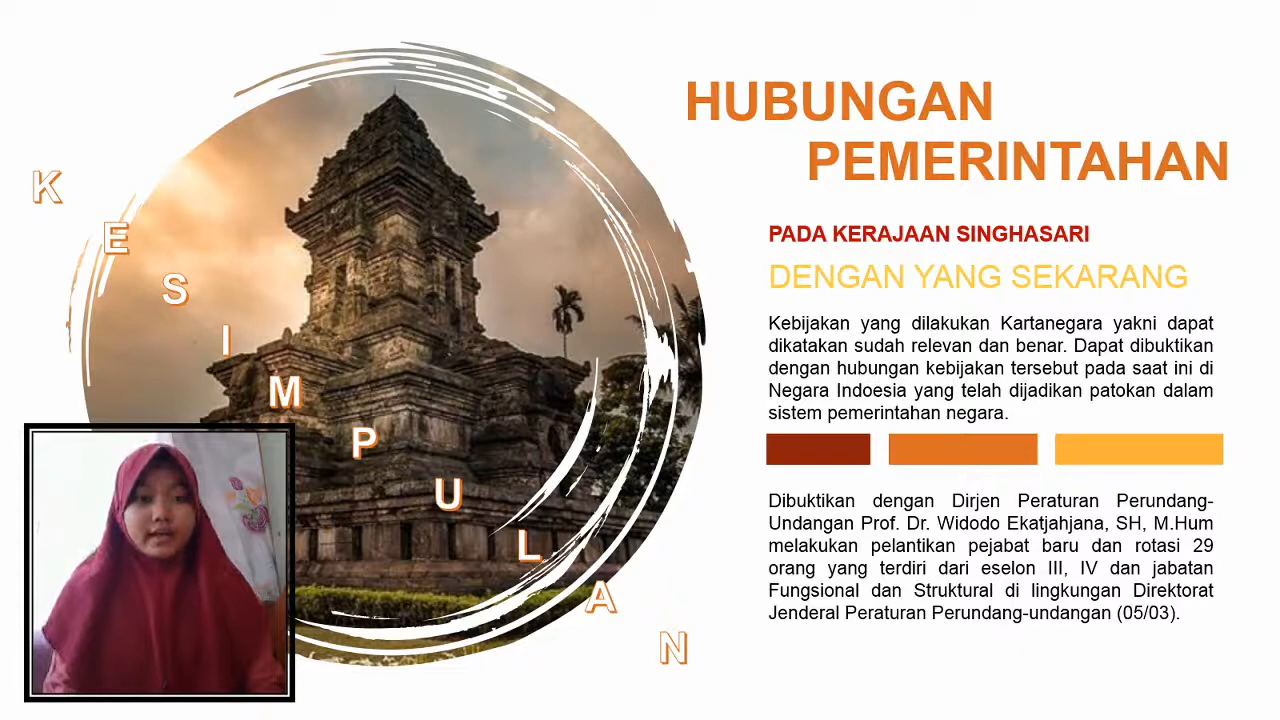 KESIMPULAN
HUBUNGAN
PEMERINTAHAN
PADA KERAJAAN SINGHASARI
DENGAN YANG SEKARANG
Kebijakan yang dilakukan Kartanegara yakni dapat
dikatakan sudah relevan dan benar. Dapat dibuktikan
dengan hubungan kebijakan tersebut pada saat ini di
Negara Indoesia yang telah dijadikan patokan dalam
sistem pemerintahan negara.
Dibuktikan dengan Dirjen Peraturan Perundang-
Undangan Prof. Dr. Widodo Ekatjahjana, SH, M.Hum
melakukan pelantikan pejabat baru dan rotasi 29
orang yang terdiri dari eselon III, IV dan jabatan
Fungsional dan Struktural di lingkungan Direktorat
Jenderal Peraturan Perundang-undangan (05/03).